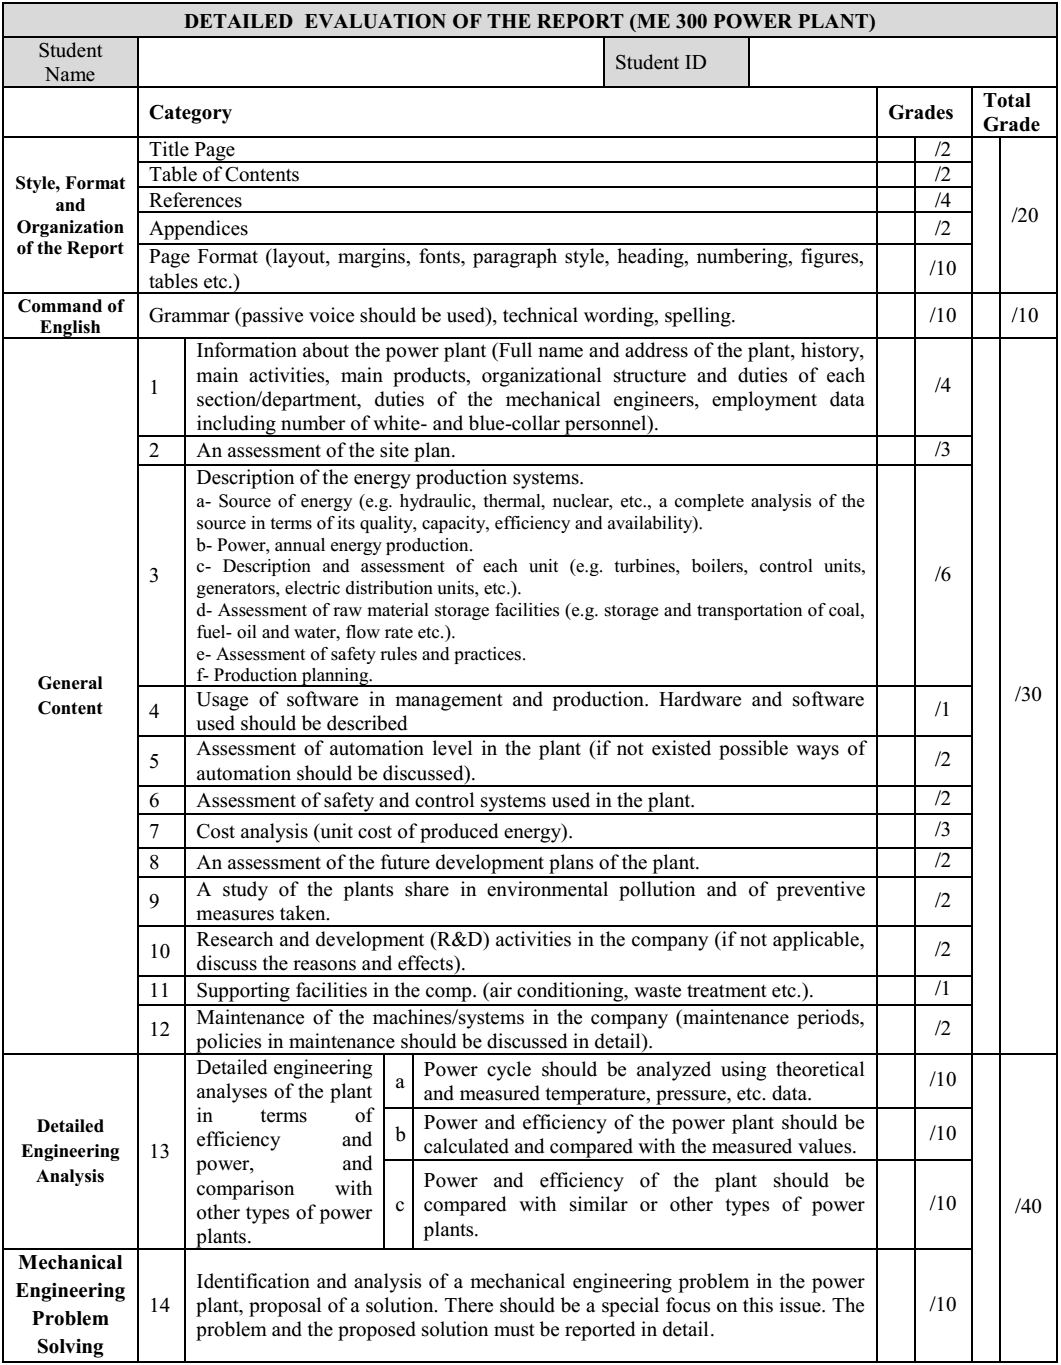 DETAILED EVALUATION OF THE REPORT (ME 300 POWER PLANT)
Student
Name
Student ID
Category
Grades
Total
Grade
Style, Format
and
Organization
of the Report
Title Page
/2
Table of Contents
/2
References
/4
Appendices
/2
Page Format (layout, margins, fonts, paragraph style, heading, numbering, figures,
tables etc.)
/10
/20
Command of
English
Grammar (passive voice should be used), technical wording, spelling.
/10
/10
General
Content
1
Information about the power plant (Full name and address of the plant, history,
main activities, main products, organizational structure and duties of each
section/department, duties of the mechanical engineers, employment data
including number of white- and blue-collar personnel).
/4
2
An assessment of the site plan.
/3
3
Description of the energy production systems.
a- Source of energy (e.g. hydraulic, thermal, nuclear, etc., a complete analysis of the
source in terms of its quality, capacity, efficiency and availability).
b- Power, annual energy production.
c- Description and assessment of each unit (e.g. turbines, boilers, control units,
generators, electric distribution units, etc.).
d- Assessment of raw material storage facilities (e.g. storage and transportation of coal,
fuel- oil and water, flow rate etc.).
e- Assessment of safety rules and practices.
f- Production planning.
/6
4
Usage of software in management and production. Hardware and software
used should be described
/1
5
Assessment of automation level in the plant (if not existed possible ways of
automation should be discussed).
/2
6
Assessment of safety and control systems used in the plant.
/2
7
Cost analysis (unit cost of produced energy).
/3
8
An assessment of the future development plans of the plant.
/2
9
A study of the plants share in environmental pollution and of preventive
measures taken.
/2
10
Research and development (R&D) activities in the company (if not applicable,
discuss the reasons and effects).
/2
11
Supporting facilities in the comp. (air conditioning, waste treatment etc.).
/1
12
Maintenance of the machines/systems in the company (maintenance periods,
policies in maintenance should be discussed in detail).
/2
/30
Detailed
Engineering
Analysis
13
Detailed engineering
analyses of the plant
in terms of
efficiency and
power, and
comparison with
other types of power
plants.
a
Power cycle should be analyzed using theoretical
and measured temperature, pressure, etc. data.
/10
b
Power and efficiency of the power plant should be
calculated and compared with the measured values.
/10
c
Power and efficiency of the plant should be
compared with similar or other types of power
plants.
/10
/40
Mechanical
Engineering
Problem
Solving
14
Identification and analysis of a mechanical engineering problem in the power
plant, proposal of a solution. There should be a special focus on this issue. The
problem and the proposed solution must be reported in detail.
/10